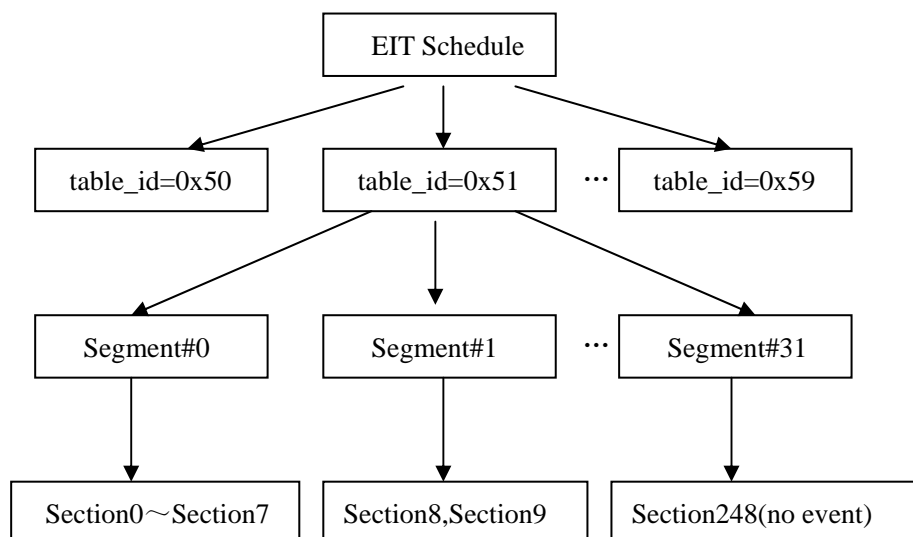 EIT Schedule
table_id=0x50
table_id=0x51
...
table_id=0x59
Segment#0
Segment#1
...
Segment#31
Section0～Section7
Section8,Section9
Section248(no event)